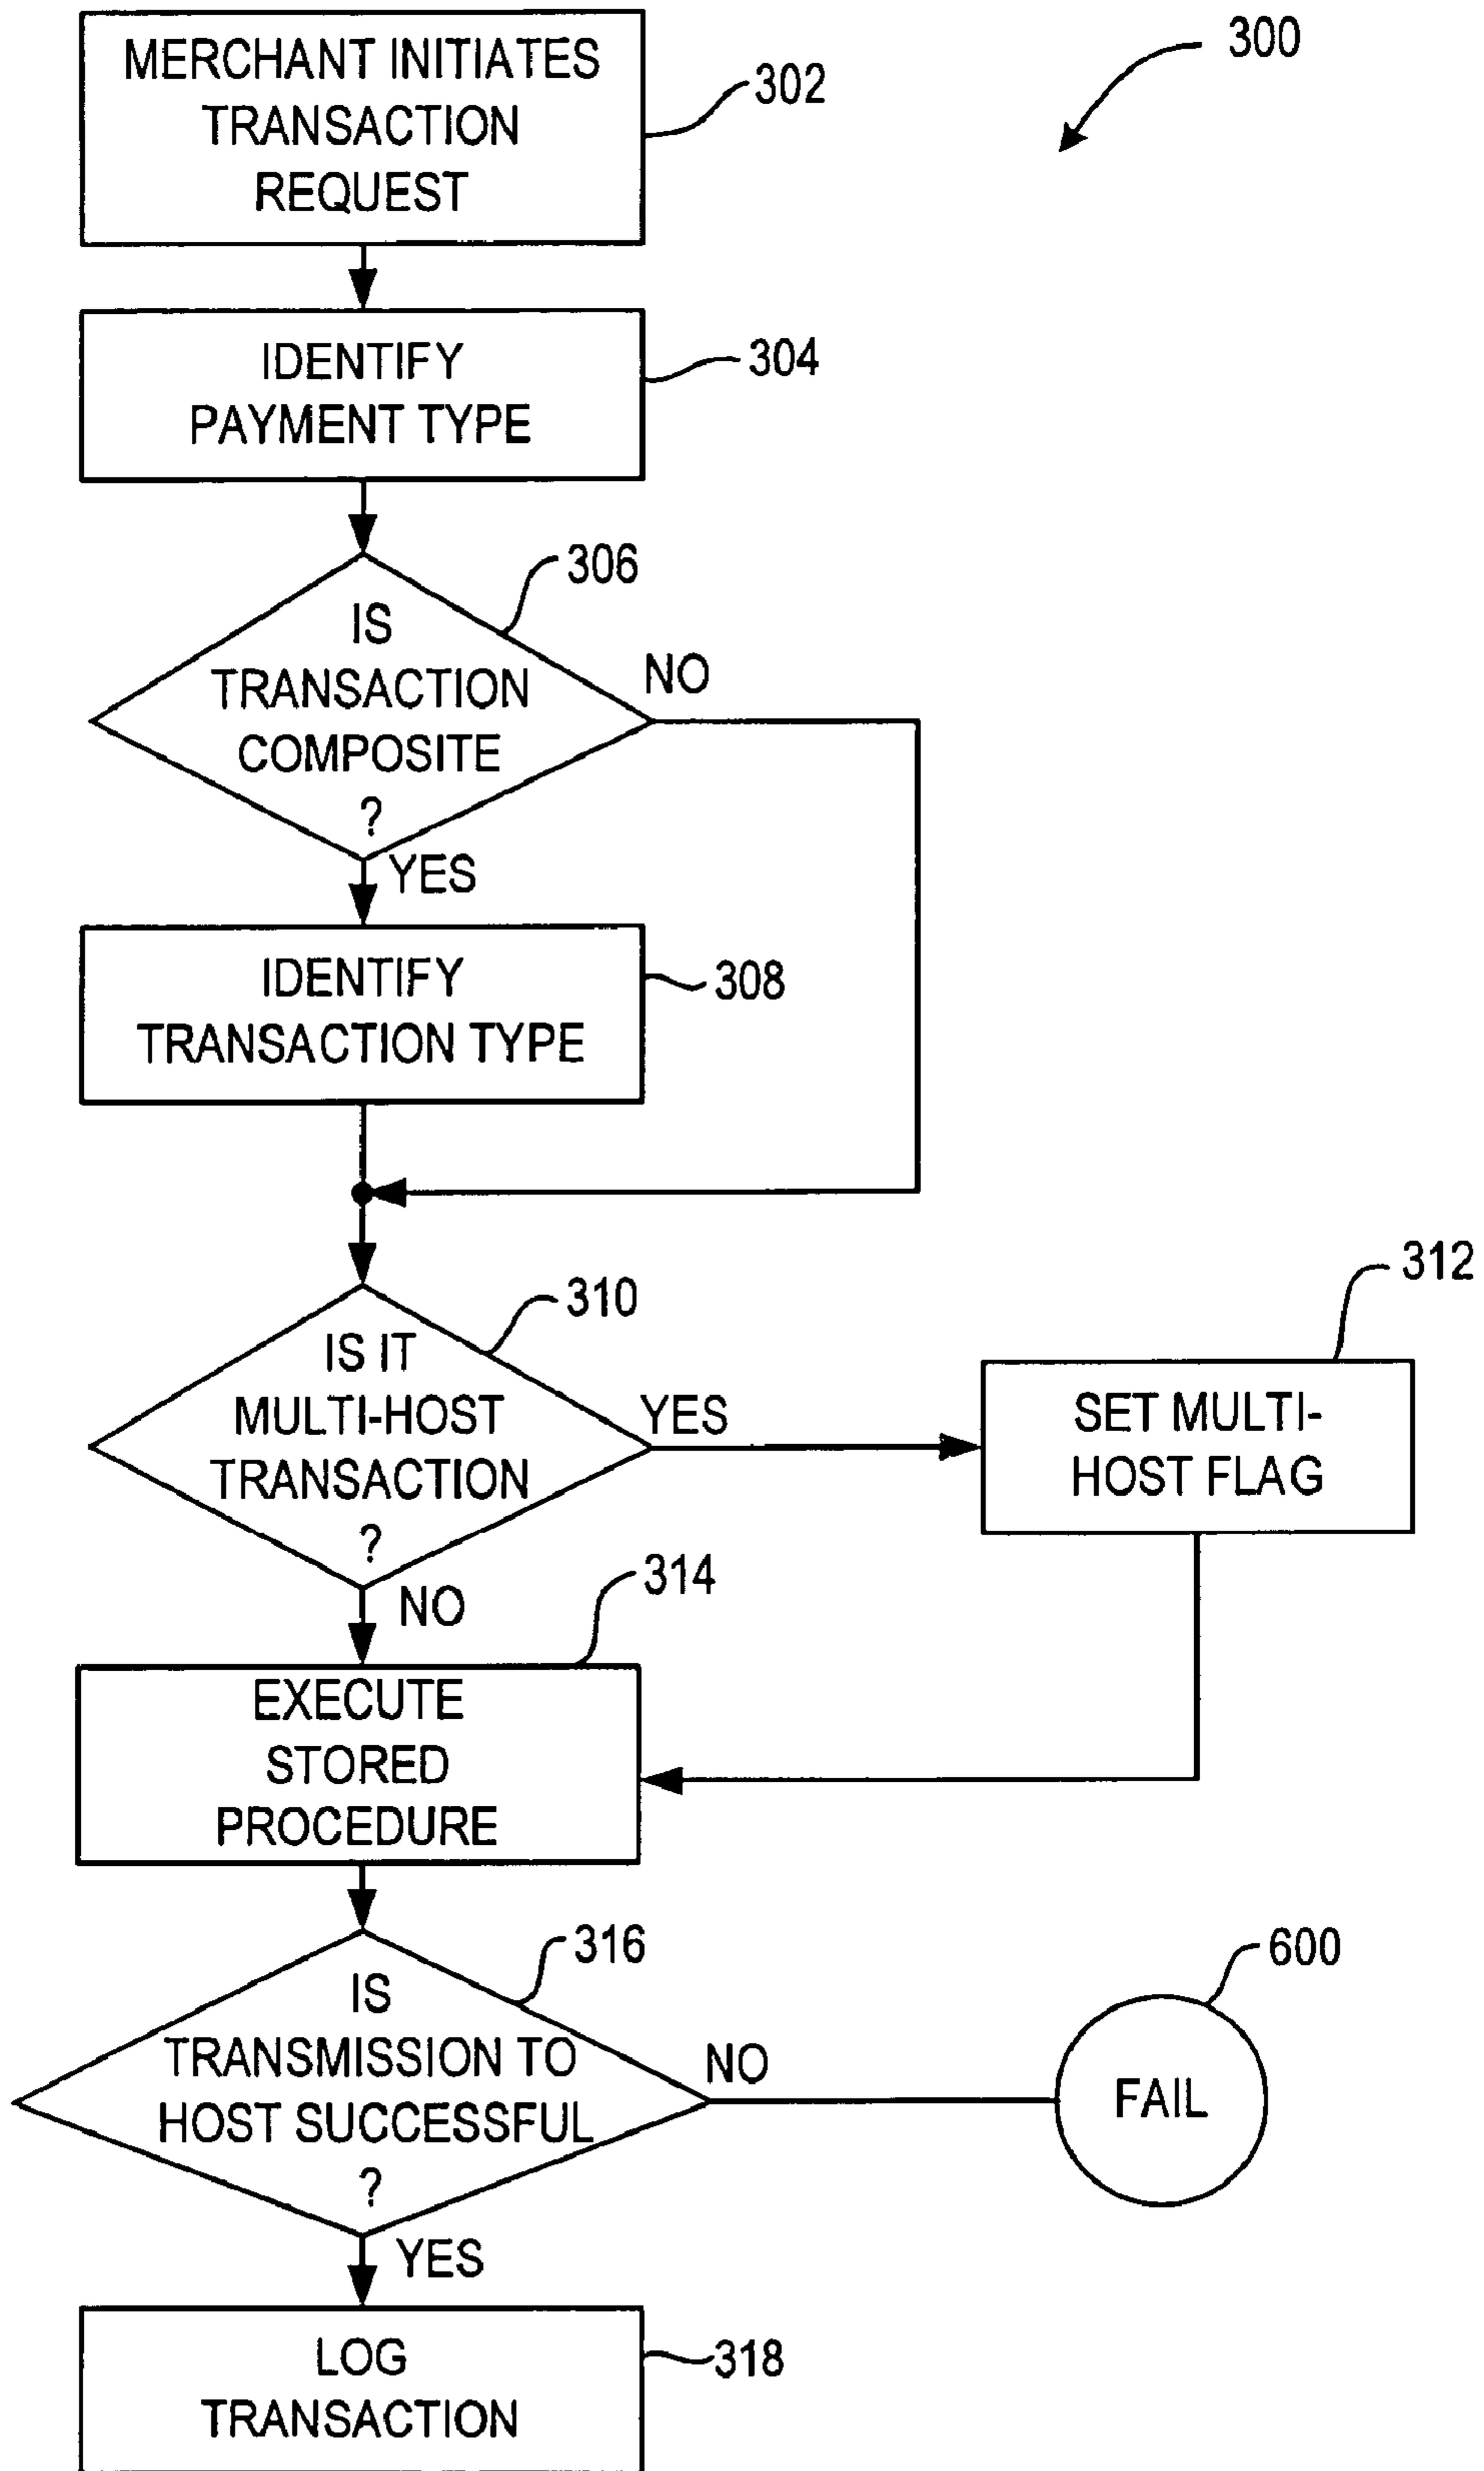 300
MERCHANT INITIATES
TRANSACTION
REQUEST
302
IDENTIFY
PAYMENT TYPE
304
306
IS
TRANSACTION
COMPOSITE
?
NO
YES
IDENTIFY
TRANSACTION TYPE
308
310
IS IT
MULTI-HOST
TRANSACTION
?
YES
312
SET MULTI-
HOST FLAG
NO
314
EXECUTE
STORED
PROCEDURE
316
IS
TRANSMISSION TO
HOST SUCCESSFUL
?
NO
600
FAIL
YES
LOG
TRANSACTION
318